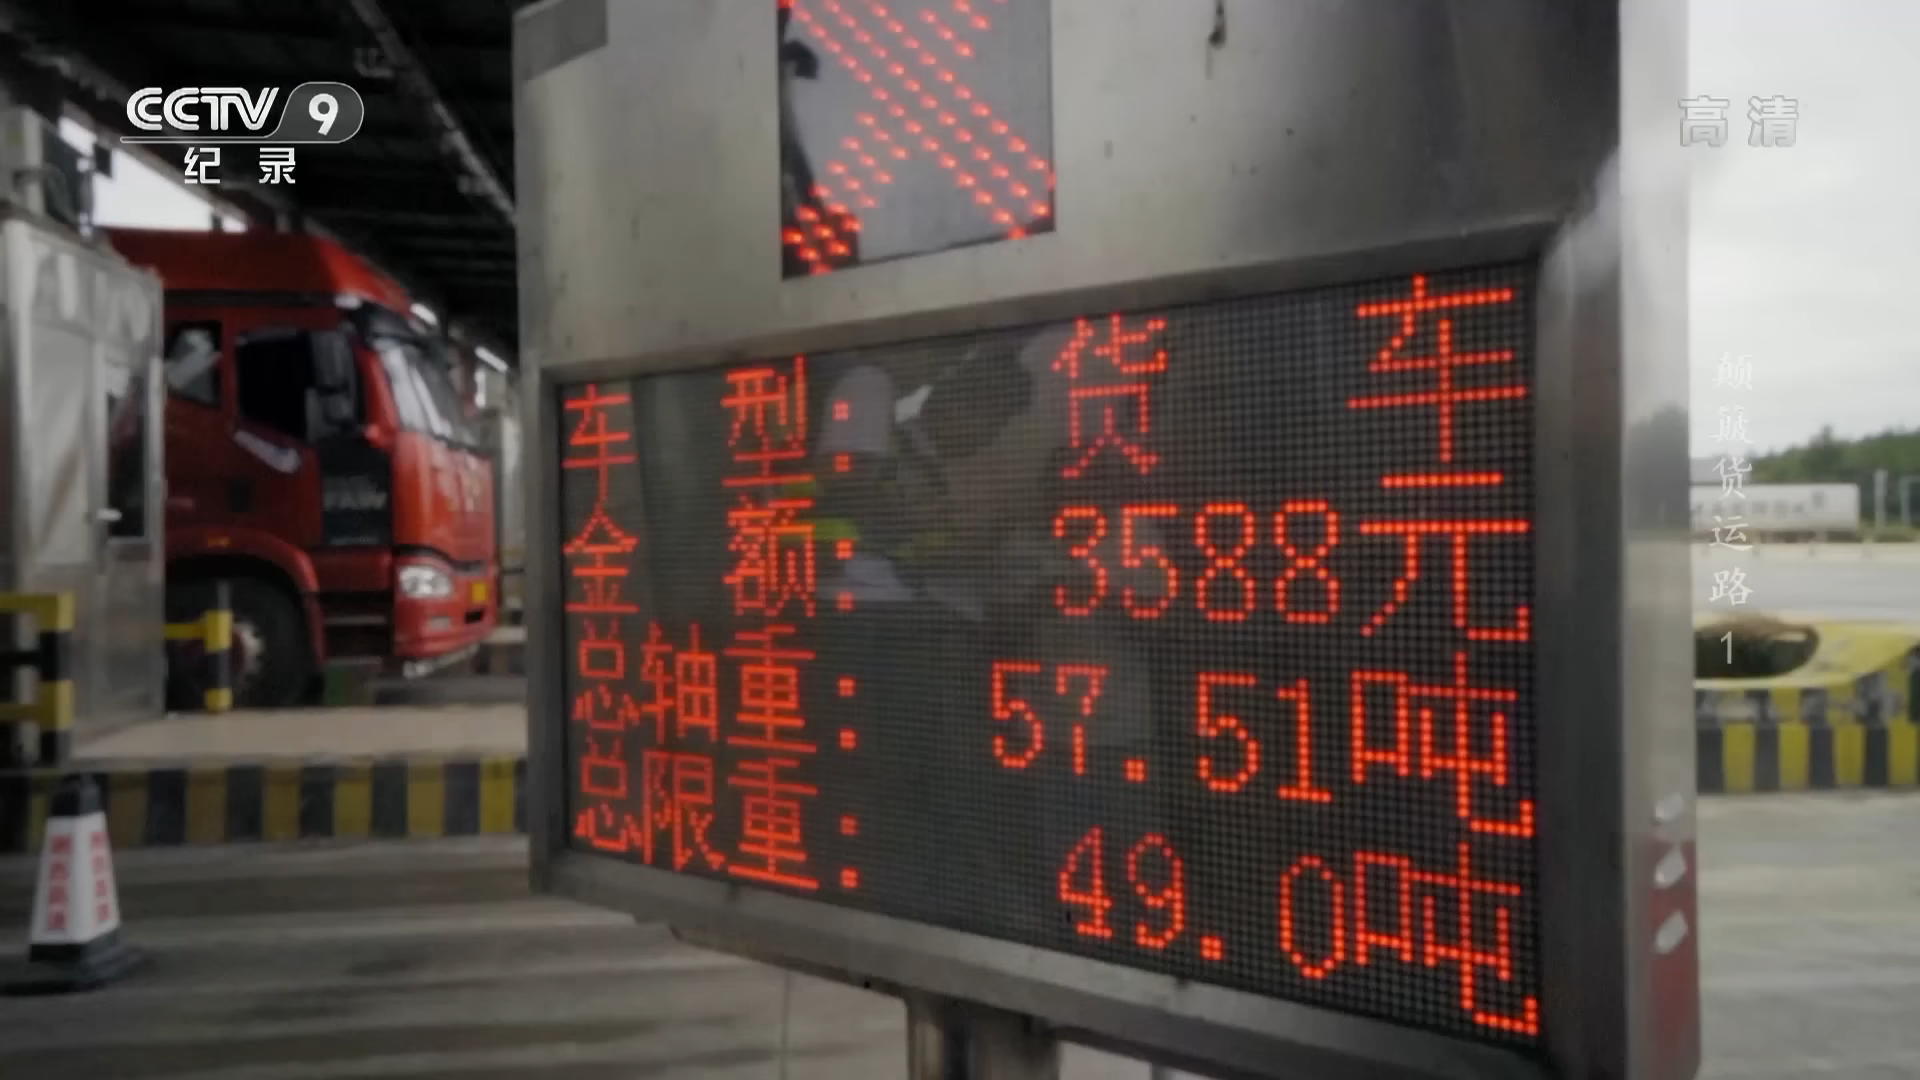 CCTV 9
纪录
高清
车型：货车
金额：3588元
总轴重：57.51吨
总限重：49.0吨
颠簸货运路1
FAW